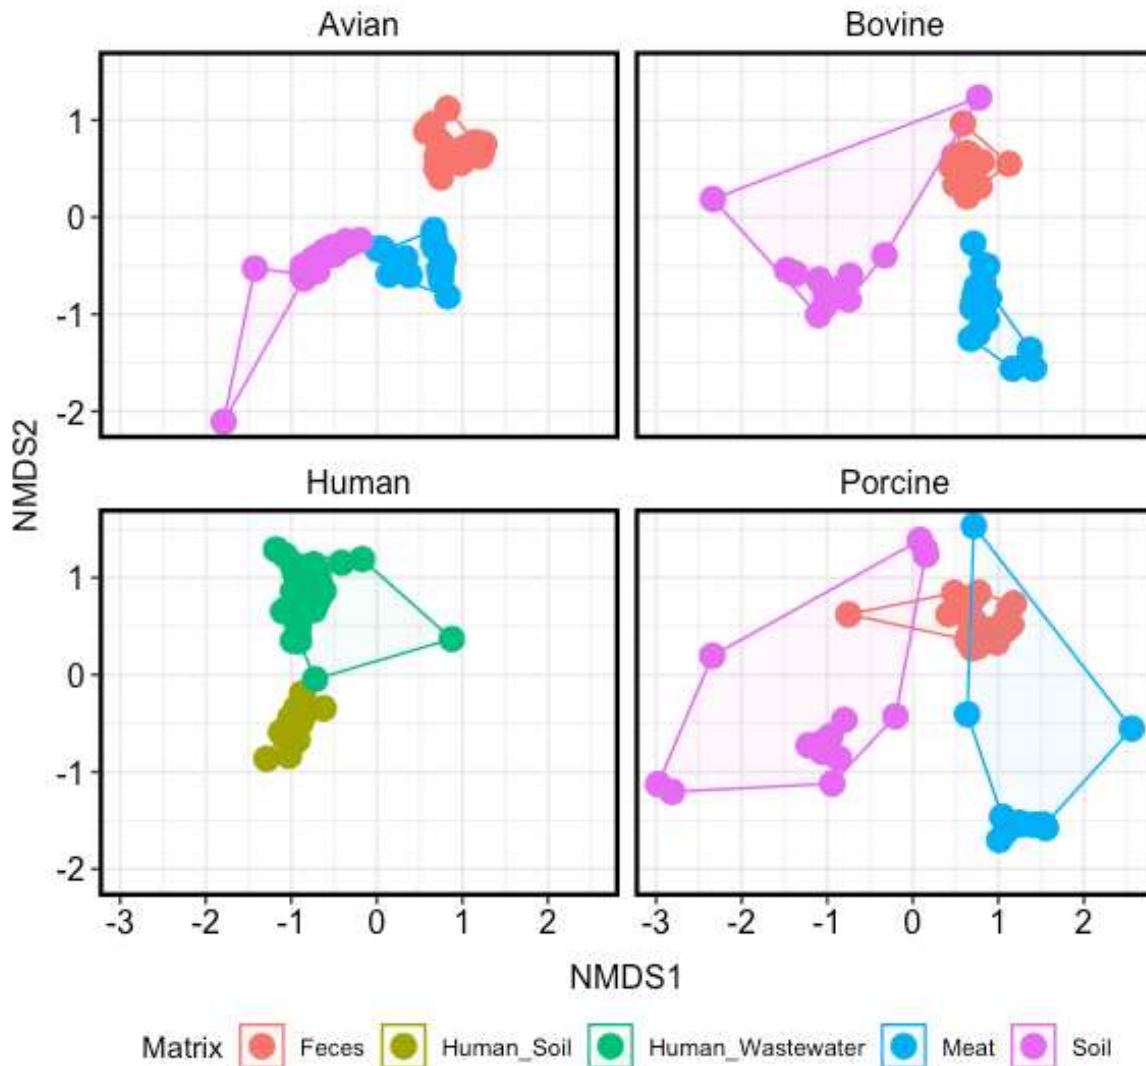 Avian
Bovine
1
0
-1
-2
NMDS2
Human
Porcine
1
0
-1
-2
-3 -2 -1 0 1 2
-3 -2 -1 0 1 2
NMDS1
Matrix Feces Human_Soil Human_Wastewater Meat Soil